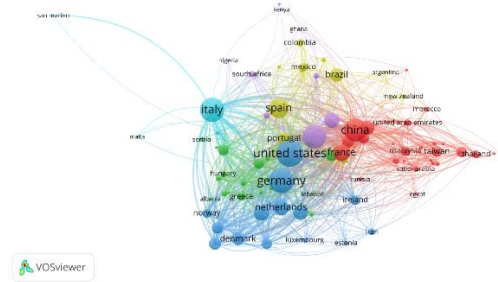 san marino
kenya
ghana
colombia
nigeria
south africa
mexico
brazil
argentina
new zealand
italy
spain
morocco
united arab emirates
china
malta
serbia
portugal
united states
france
malaysia
taiwan
thailand
saudi arabia
hungary
germany
tunisia
albania
greece
lebanon
egypt
norway
netherlands
ireland
denmark
luxembourg
estonia
iran
VOSviewer